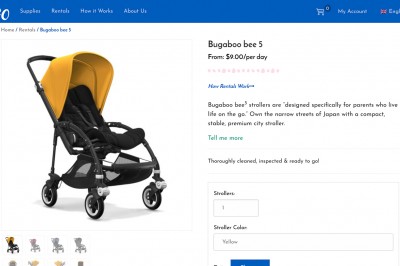 Supplies Rentals How it Works About Us 0 My Account
Home / Rentals / Bugaboo bee 5
Bugaboo bee 5
From: $9.00/per day
How Rentals Work
Bugaboo bee⁵ strollers are "designed specifically for parents who live
life on the go." Own the narrow streets of Japan with a compact,
stable, premium city stroller.
Tell me more
Thoroughly cleaned, inspected & ready to go!
Strollers:
1
Stroller Color:
Yellow